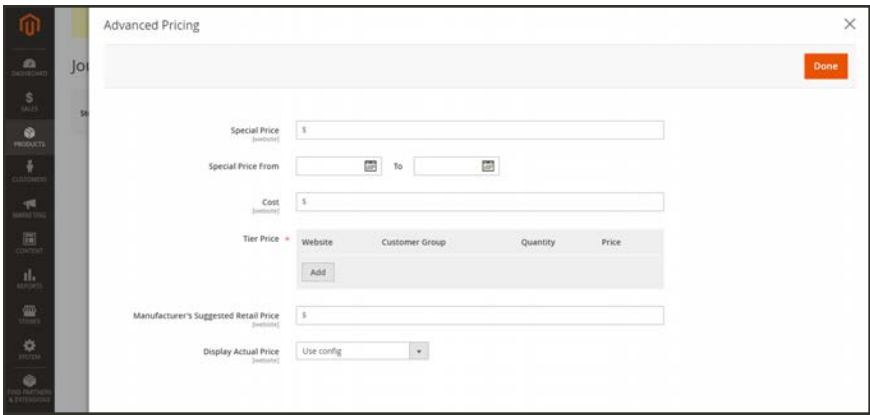 Advanced Pricing
Done
Jou
DASHBOARD
SALES
PRODUCTS
CUSTOMERS
MARKETING
CONTENT
REPORTS
STORES
SYSTEM
FIND PARTNERS
& EXTENSIONS
Special Price
[website]
$
Special Price From
To
Cost
[website]
$
Tier Price *
Website Customer Group Quantity Price
Add
Manufacturer's Suggested Retail Price
[website]
$
Display Actual Price
[website]
Use config